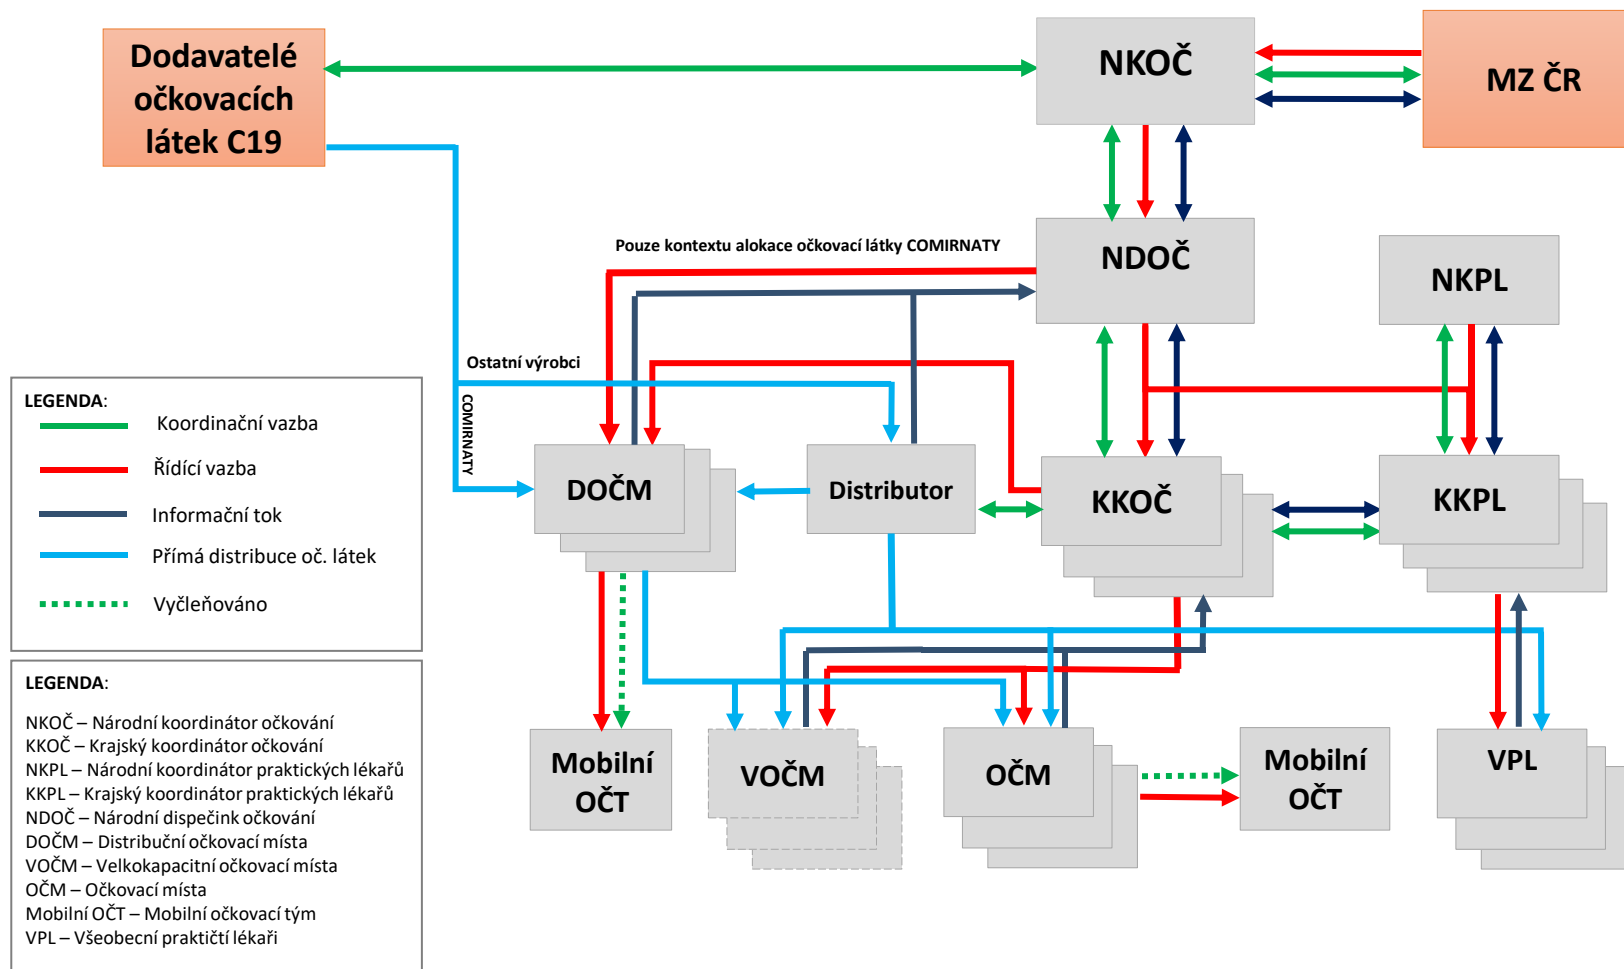 Dodavatelé
očkovacích
látek C19
NKOČ
MZ ČR
Pouze kontextu alokace očkovací látky COMIRNATY
NDOČ
NKPL
Ostatní výrobci
COMIRNATY
LEGENDA:
Koordinační vazba
Řídící vazba
Informační tok
Přímá distribuce oč. látek
Vyčleňováno
DOČM
Distributor
KKOČ
KKPL
LEGENDA:
NKOČ – Národní koordinátor očkování
KKOČ – Krajský koordinátor očkování
NKPL – Národní koordinátor praktických lékařů
KKPL – Krajský koordinátor praktických lékařů
NDOČ – Národní dispečink očkování
DOČM – Distribuční očkovací místa
VOČM – Velkokapacitní očkovací místa
OČM – Očkovací místa
Mobilní OČT – Mobilní očkovací tým
VPL – Všeobecní praktičtí lékaři
Mobilní
OČT
VOČM
OČM
Mobilní
OČT
VPL